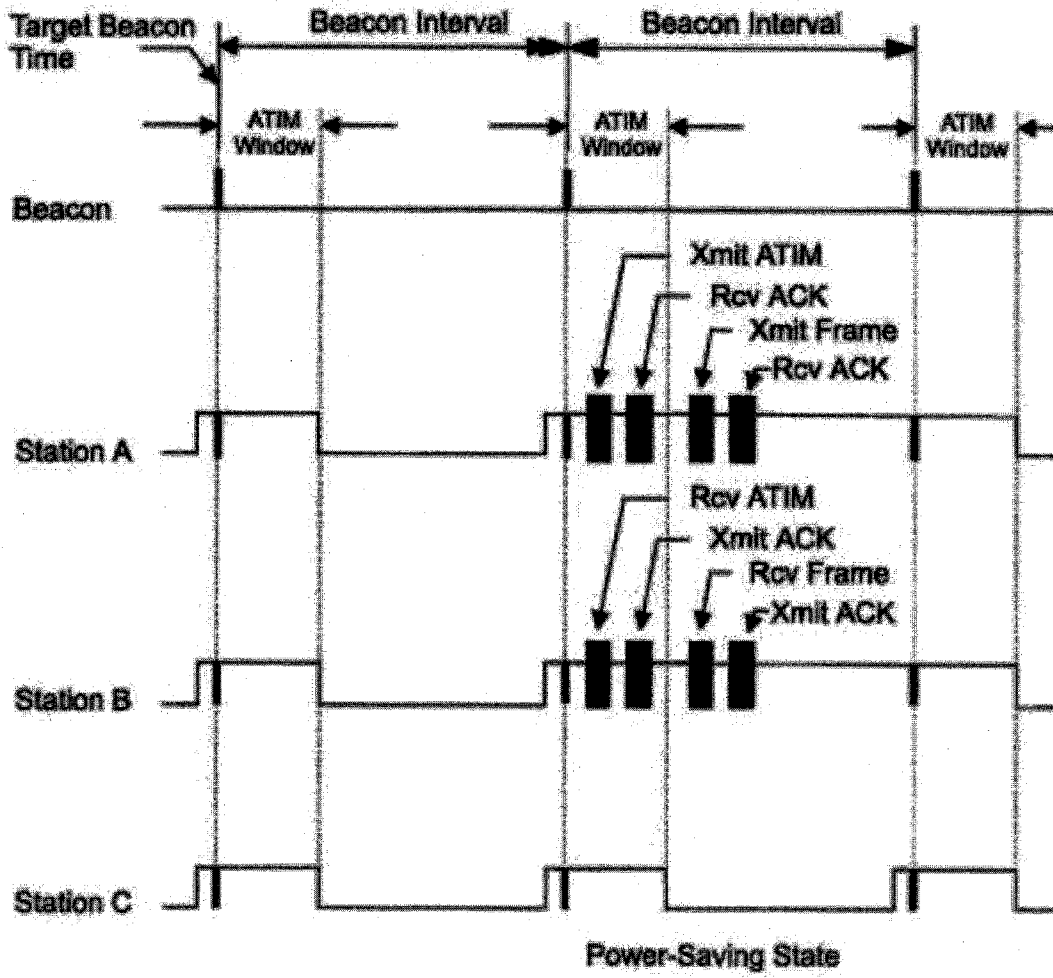 Target Beacon
Time
Beacon Interval
Beacon Interval
ATIM
Window
ATIM
Window
ATIM
Window
Beacon
Xmit ATIM
Rcv ACK
Xmit Frame
Rcv ACK
Station A
Rcv ATIM
Xmit ACK
Rcv Frame
Xmit ACK
Station B
Station C
Power-Saving State